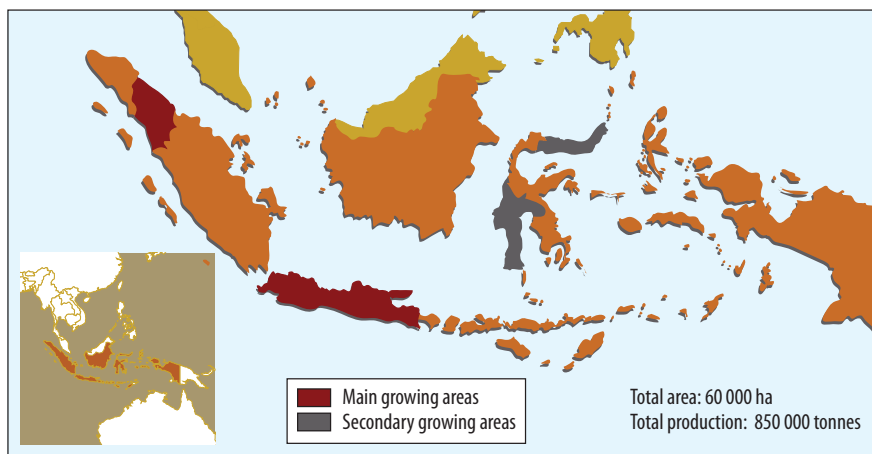 Main growing areas
Secondary growing areas
Total area: 60 000 ha
Total production: 850 000 tonnes